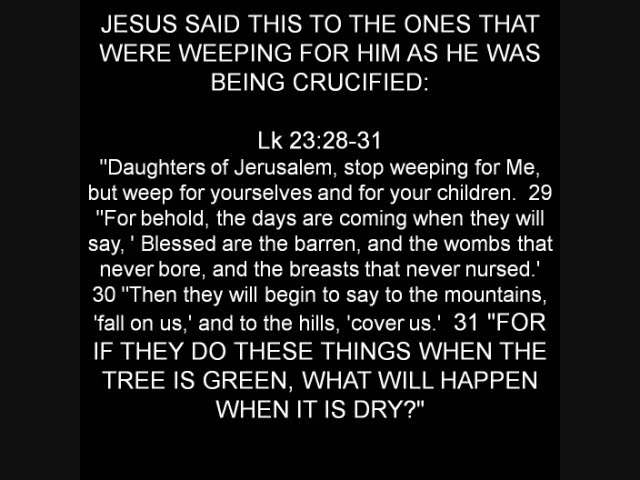 JESUS SAID THIS TO THE ONES THAT
WERE WEEPING FOR HIM AS HE WAS
BEING CRUCIFIED:
Lk 23:28-31
"Daughters of Jerusalem, stop weeping for Me,
but weep for yourselves and for your children.  29
"For behold, the days are coming when they will
say, ' Blessed are the barren, and the wombs that
never bore, and the breasts that never nursed.'
30 "Then they will begin to say to the mountains,
'fall on us,' and to the hills, 'cover us.'  31 "FOR
IF THEY DO THESE THINGS WHEN THE
TREE IS GREEN, WHAT WILL HAPPEN
WHEN IT IS DRY?"